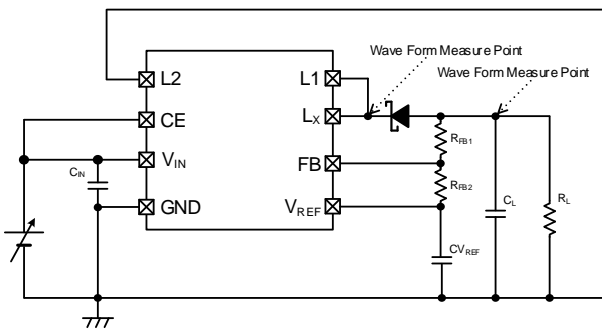 Wave Form Measure Point
Wave Form Measure Point
L2
L1
CE
LX
VIN
FB
GND
VREF
CIN
RFB1
RFB2
CL
RL
CVREF